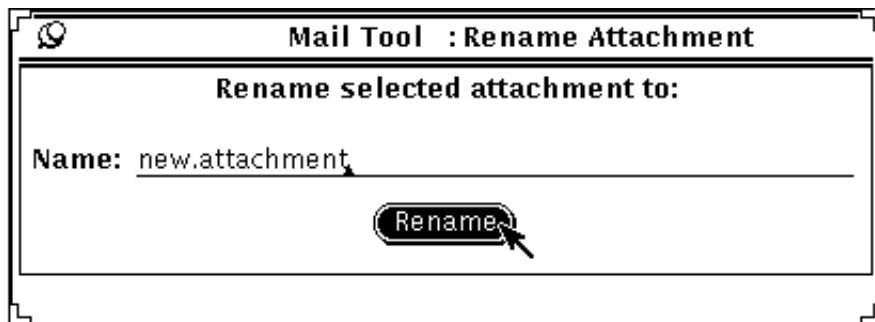 Mail Tool : Rename Attachment
Rename selected attachment to:
Name: new.attachment
Rename